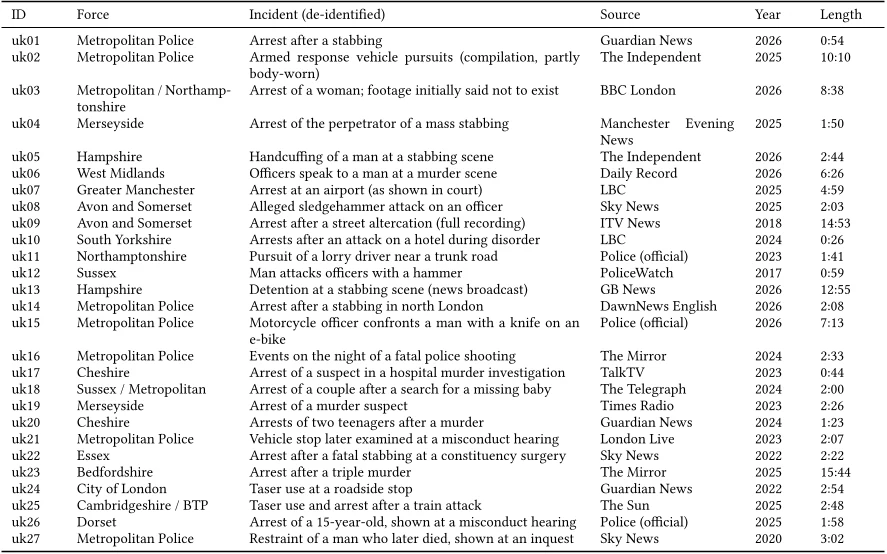 ID Force Incident (de-identified) Source Year Length
uk01 Metropolitan Police Arrest after a stabbing Guardian News 2026 0:54
uk02 Metropolitan Police Armed response vehicle pursuits (compilation, partly The Independent 2025 10:10
body-worn)
uk03 Metropolitan / Northamp- Arrest of a woman; footage initially said not to exist BBC London 2026 8:38
tonshire
uk04 Merseyside Arrest of the perpetrator of a mass stabbing Manchester Evening 2025 1:50
News
uk05 Hampshire Handcuffing of a man at a stabbing scene The Independent 2026 2:44
uk06 West Midlands Officers speak to a man at a murder scene Daily Record 2026 6:26
uk07 Greater Manchester Arrest at an airport (as shown in court) LBC 2025 4:59
uk08 Avon and Somerset Alleged sledgehammer attack on an officer Sky News 2025 2:03
uk09 Avon and Somerset Arrest after a street altercation (full recording) ITV News 2018 14:53
uk10 South Yorkshire Arrests after an attack on a hotel during disorder LBC 2024 0:26
uk11 Northamptonshire Pursuit of a lorry driver near a trunk road Police (official) 2023 1:41
uk12 Sussex Man attacks officers with a hammer PoliceWatch 2017 0:59
uk13 Hampshire Detention at a stabbing scene (news broadcast) GB News 2026 12:55
uk14 Metropolitan Police Arrest after a stabbing in north London DawnNews English 2026 2:08
uk15 Metropolitan Police Motorcycle officer confronts a man with a knife on an Police (official) 2026 7:13
e-bike
uk16 Metropolitan Police Events on the night of a fatal police shooting The Mirror 2024 2:33
uk17 Cheshire Arrest of a suspect in a hospital murder investigation TalkTV 2023 0:44
uk18 Sussex / Metropolitan Arrest of a couple after a search for a missing baby The Telegraph 2024 2:00
uk19 Merseyside Arrest of a murder suspect Times Radio 2023 2:26
uk20 Cheshire Arrests of two teenagers after a murder Guardian News 2024 1:23
uk21 Metropolitan Police Vehicle stop later examined at a misconduct hearing London Live 2023 2:07
uk22 Essex Arrest after a fatal stabbing at a constituency surgery Sky News 2022 2:22
uk23 Bedfordshire Arrest after a triple murder The Mirror 2025 15:44
uk24 City of London Taser use at a roadside stop Guardian News 2022 2:54
uk25 Cambridgeshire / BTP Taser use and arrest after a train attack The Sun 2025 2:48
uk26 Dorset Arrest of a 15-year-old, shown at a misconduct hearing Police (official) 2025 1:58
uk27 Metropolitan Police Restraint of a man who later died, shown at an inquest Sky News 2020 3:02